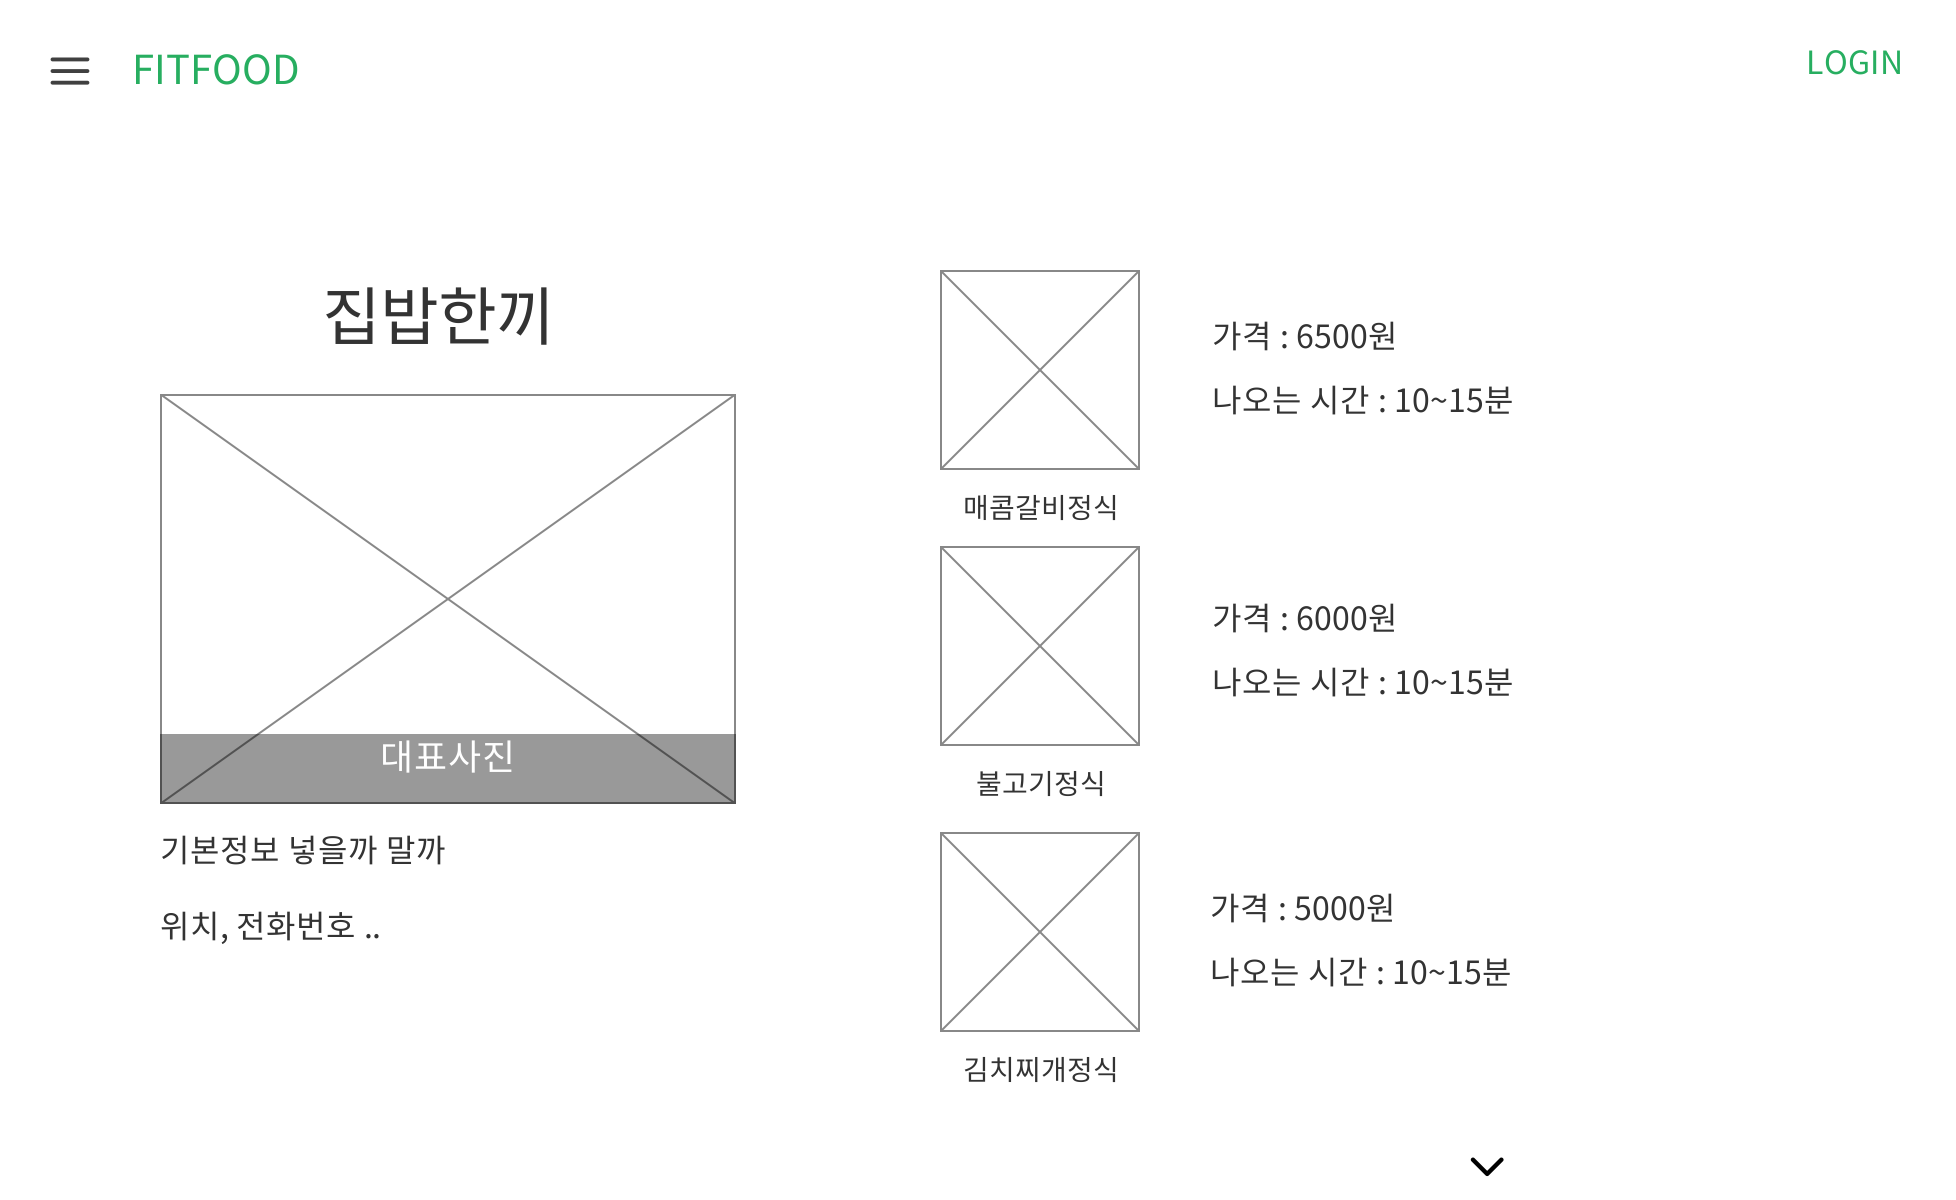 FITFOOD
LOGIN
집밥한끼
대표사진
기본정보 넣을까 말까
위치, 전화번호 ..
가격 : 6500원
나오는 시간 : 10~15분
매콤갈비정식
가격 : 6000원
나오는 시간 : 10~15분
불고기정식
가격 : 5000원
나오는 시간 : 10~15분
김치찌개정식